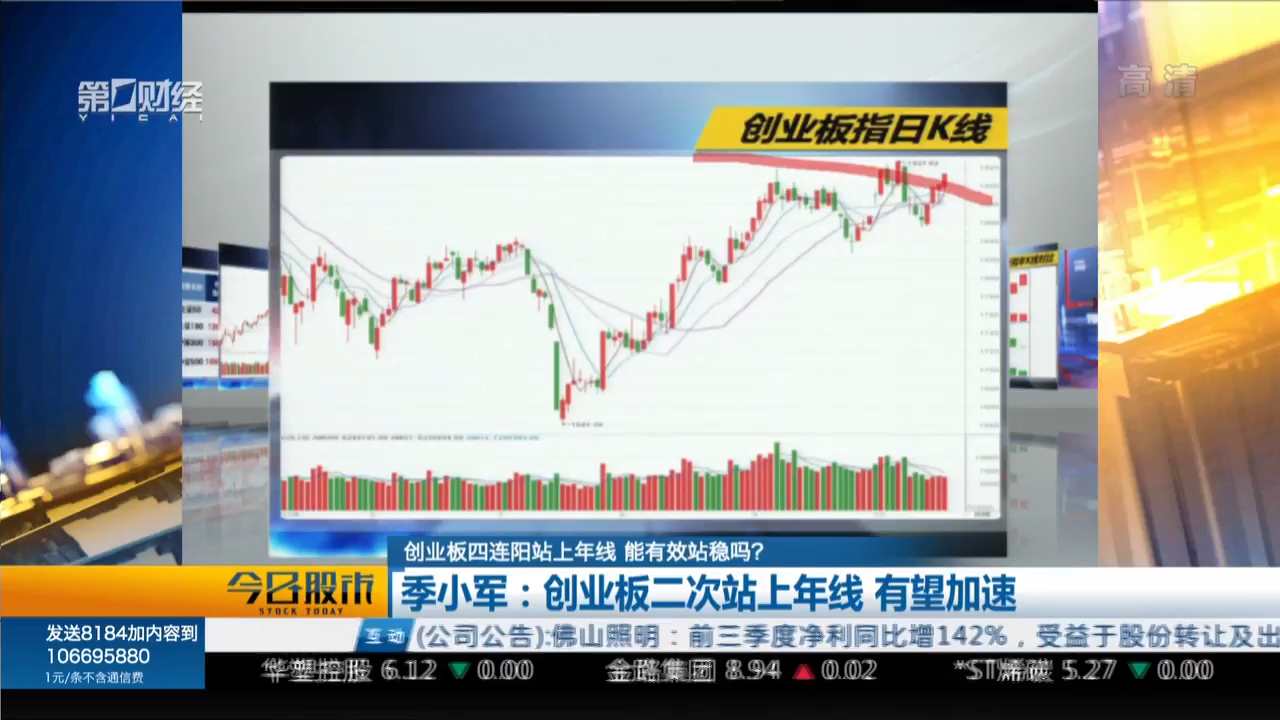 第一财经
YICAI
高清
创业板指日K线
创业板四连阳站上年线 能有效站稳吗?
今日股市
STOCK TODAY
季小军：创业板二次站上年线 有望加速
发送8184加内容到
106695880
1元/条不含通信费
互动
(公司公告):佛山照明：前三季度净利同比增142%，受益于股份转让及出
华塑控股 6.12 ▼ 0.00 金路集团 8.94 ▲ 0.02 *ST烯碳 5.27 ▼ 0.00